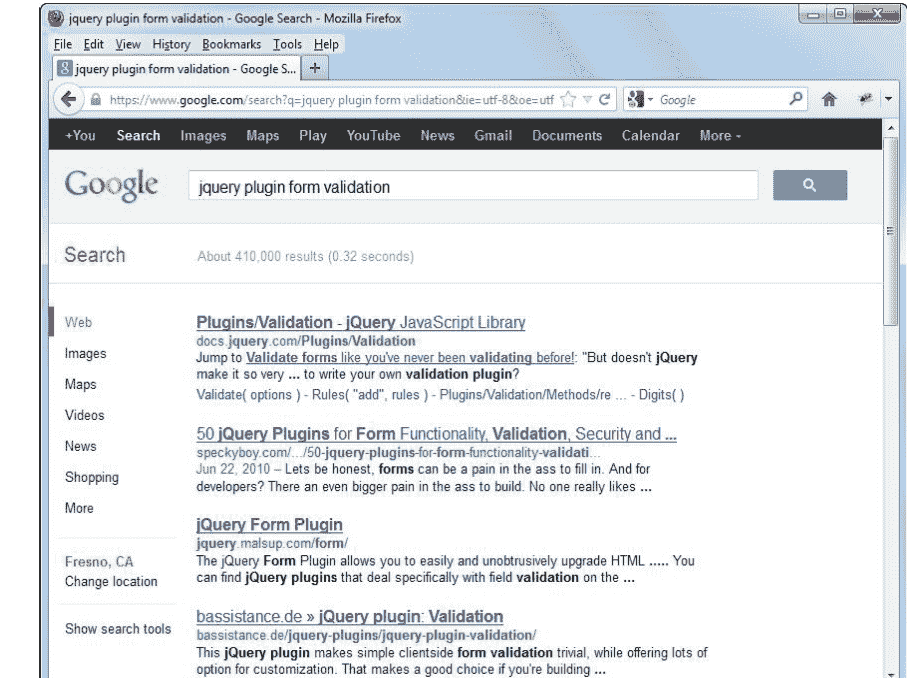 jquery plugin form validation - Google Search - Mozilla Firefox
File Edit View History Bookmarks Tools Help
jquery plugin form validation - Google S... +
https://www.google.com/search?q=jquery plugin form validation&ie=utf-8&oe=utf Google
+You Search Images Maps Play YouTube News Gmail Documents Calendar More
Google jquery plugin form validation
Search About 410,000 results (0.32 seconds)
Web
Images
Maps
Videos
News
Shopping
More
Fresno, CA
Change location
Show search tools
Plugins/Validation - jQuery JavaScript Library
docs.jquery.com/Plugins/Validation
Jump to Validate forms like you've never been validating before!: "But doesn't jQuery
make it so very ... to write your own validation plugin?
Validate( options ) - Rules( "add", rules ) - Plugins/Validation/Methods/re ... - Digits( )
50 jQuery Plugins for Form Functionality, Validation, Security and ...
speckyboy.com/.../50-jquery-plugins-for-form-functionality-validati...
Jun 22, 2010 – Lets be honest, forms can be a pain in the ass to fill in. And for
developers? There an even bigger pain in the ass to build. No one really likes ...
jQuery Form Plugin
jquery.malsup.com/form/
The jQuery Form Plugin allows you to easily and unobtrusively upgrade HTML ..... You
can find jQuery plugins that deal specifically with field validation on the ...
bassistance.de » jQuery plugin: Validation
bassistance.de/jquery-plugins/jquery-plugin-validation/
This jQuery plugin makes simple clientside form validation trivial, while offering lots of
option for customization. That makes a good choice if you're building ...